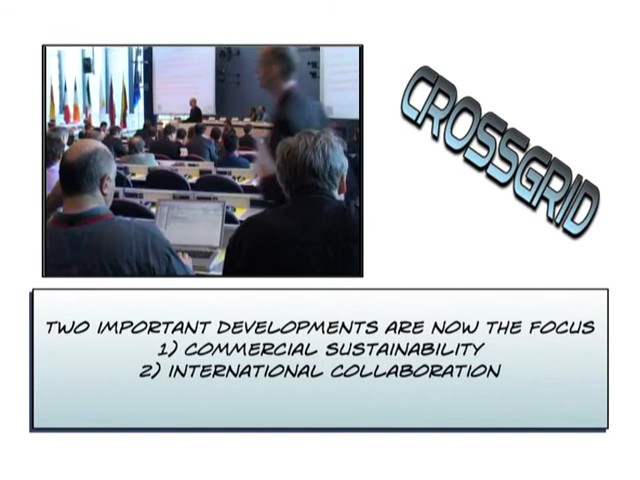 CROSSGRID
TWO IMPORTANT DEVELOPMENTS ARE NOW THE FOCUS
1) COMMERCIAL SUSTAINABILITY
2) INTERNATIONAL COLLABORATION